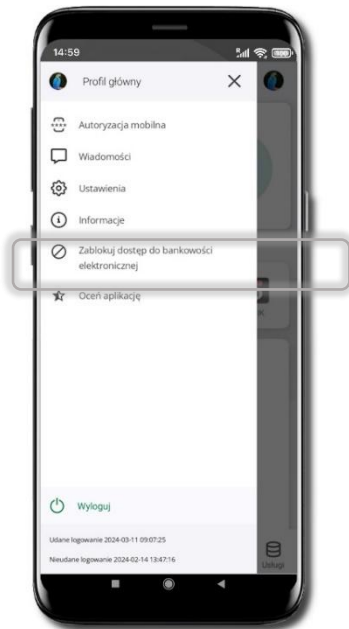 14:59
Profil główny
Autoryzacja mobilna
Wiadomości
Ustawienia
Informacje
Zablokuj dostęp do bankowości
elektronicznej
Oceń aplikację
Wyloguj
Udane logowanie 2024-03-11 09:07:25
Nieudane logowanie 2024-02-14 13:47:16
Usługi